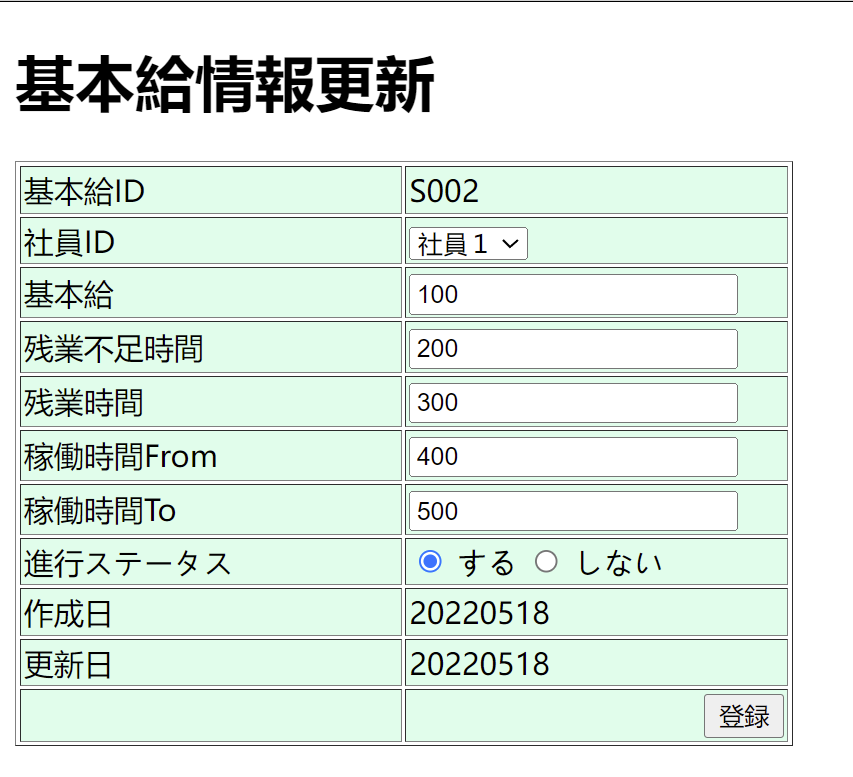 基本給情報更新
基本給ID S002
社員ID 社員１
基本給 100
残業不足時間 200
残業時間 300
稼働時間From 400
稼働時間To 500
進行ステータス する しない
作成日 20220518
更新日 20220518
登録